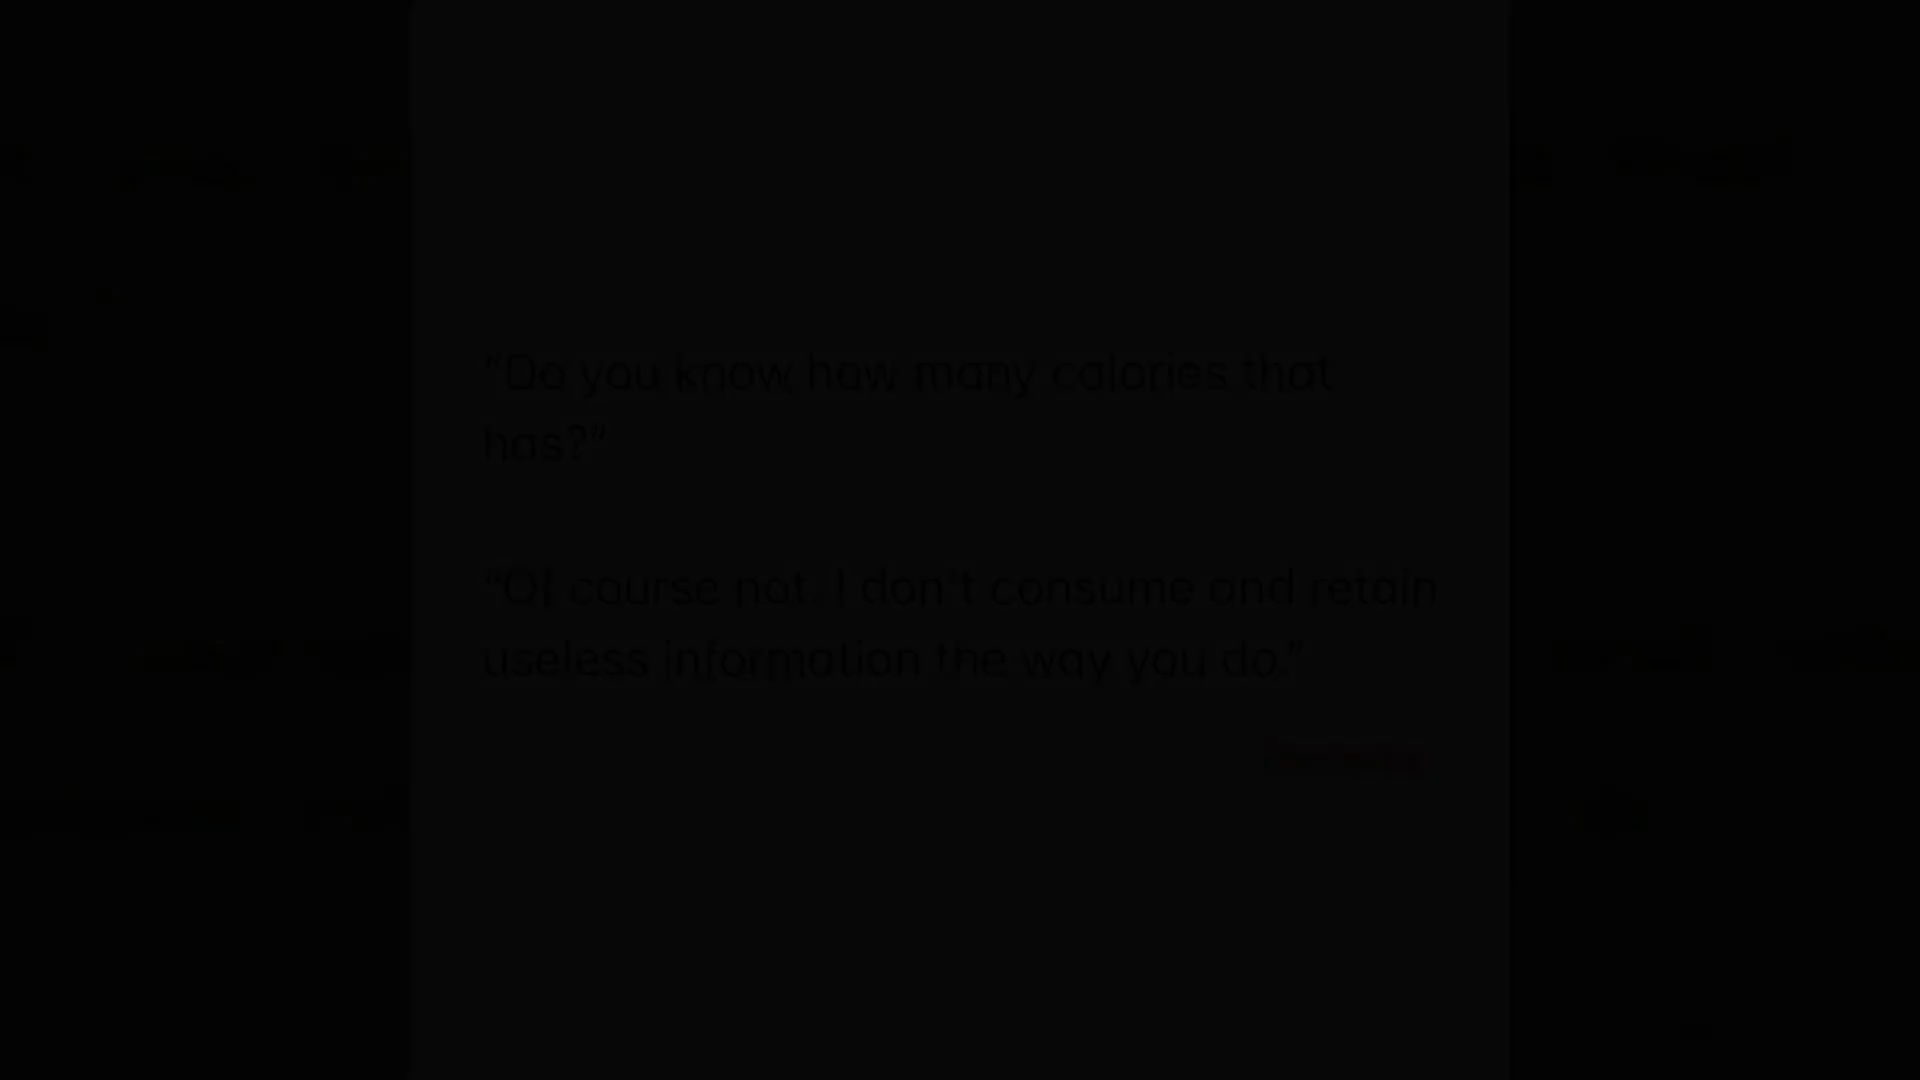 “Do you know how many calories that
has?”
“Of course not. I don’t consume and retain
useless information the way you do.”